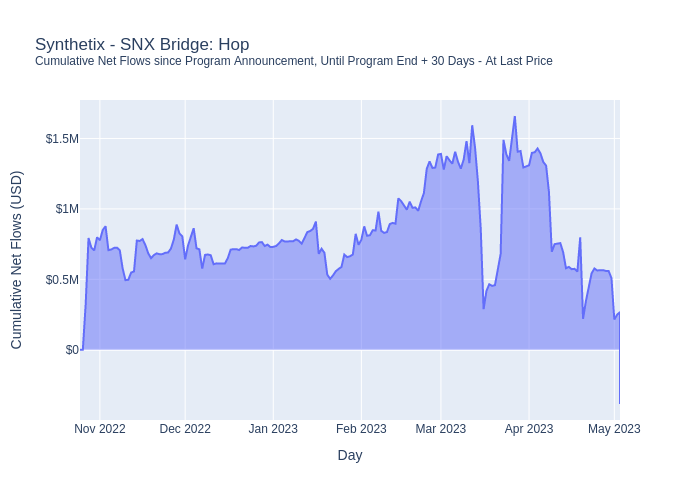 Synthetix - SNX Bridge: Hop
Cumulative Net Flows since Program Announcement, Until Program End + 30 Days - At Last Price
Cumulative Net Flows (USD)
$1.5M
$1M
$0.5M
$0
Nov 2022
Dec 2022
Jan 2023
Feb 2023
Mar 2023
Apr 2023
May 2023
Day